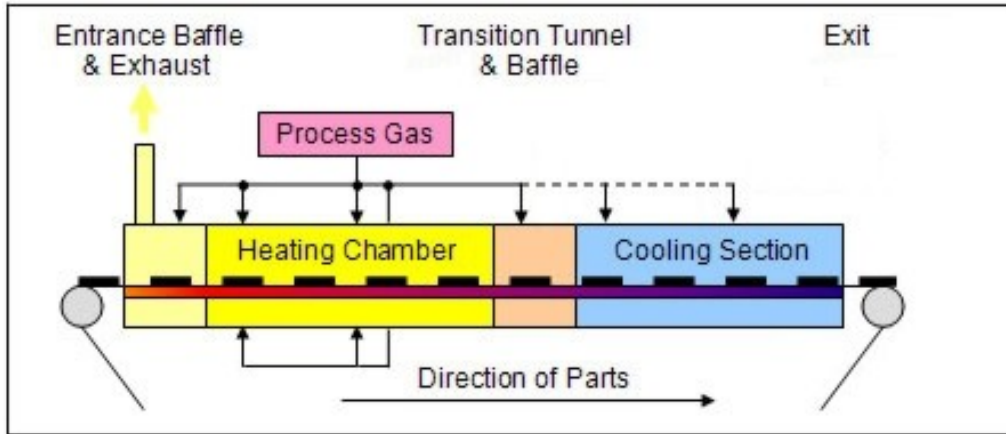 Entrance Baffle
& Exhaust
Transition Tunnel
& Baffle
Exit
Process Gas
Heating Chamber
Cooling Section
Direction of Parts